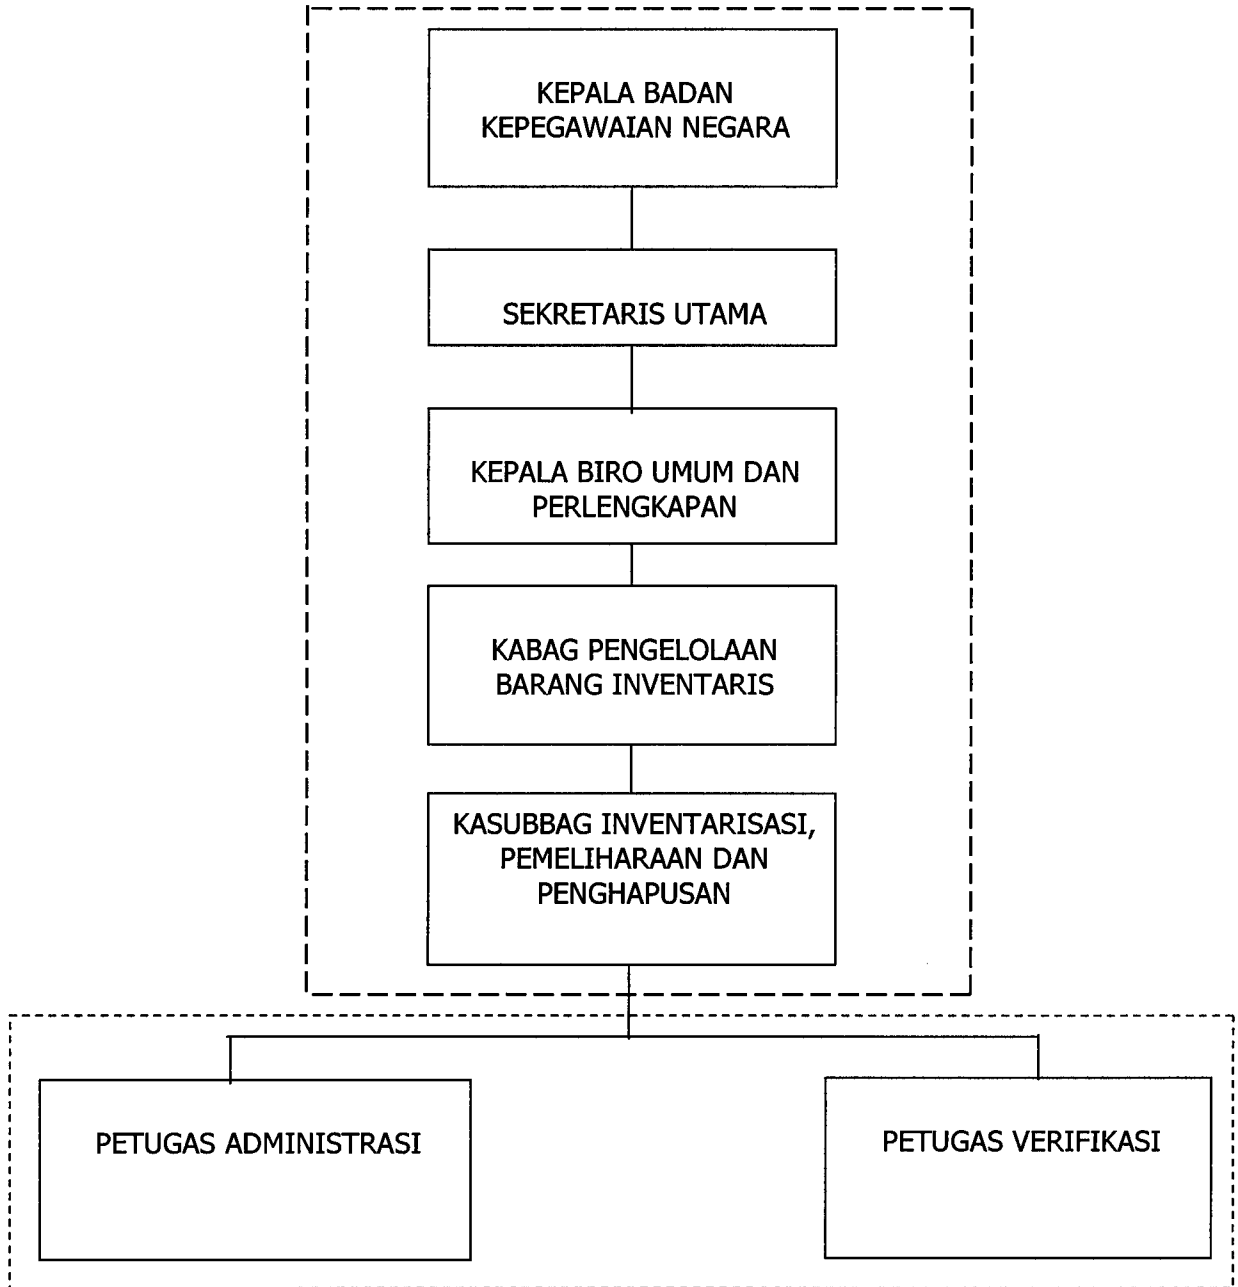 KEPALA BADAN
KEPEGAWAIAN NEGARA
SEKRETARIS UTAMA
KEPALA BIRO UMUM DAN
PERLENGKAPAN
KABAG PENGELOLAAN
BARANG INVENTARIS
KASUBBAG INVENTARISASI,
PEMELIHARAAN DAN
PENGHAPUSAN
PETUGAS ADMINISTRASI
PETUGAS VERIFIKASI